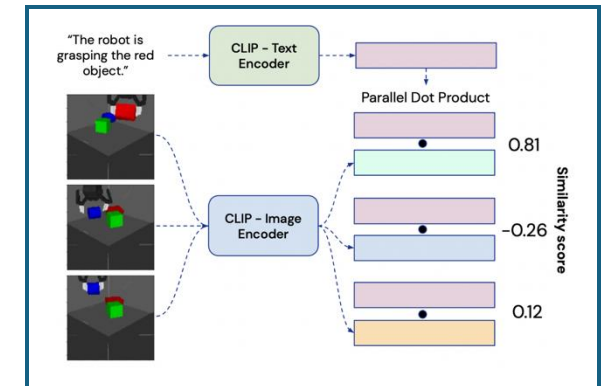 “The robot is
grasping the red
object.”
CLIP – Text
Encoder
Parallel Dot Product
0.81
CLIP – Image
Encoder
-0.26
0.12
Similarity score